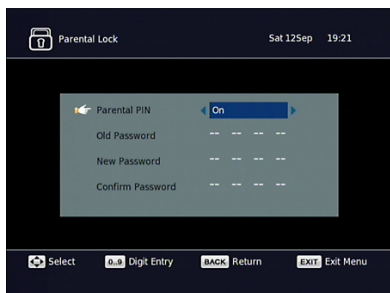 Parental Lock Sat 12Sep 19:21
Parental PIN On
Old Password -- -- -- --
New Password -- -- -- --
Confirm Password -- -- -- --
Select 0..9 Digit Entry BACK Return EXIT Exit Menu